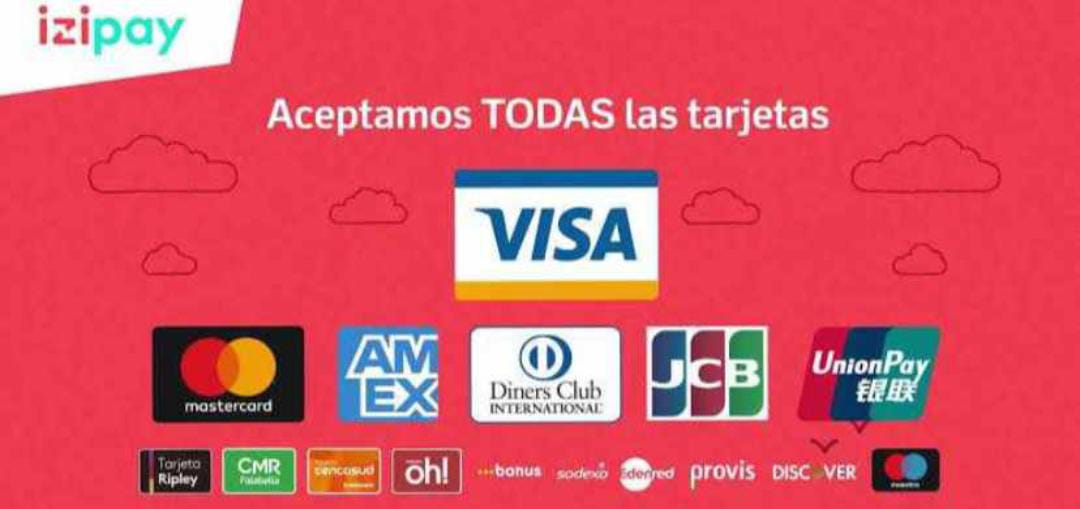 izipay
Aceptamos TODAS las tarjetas
VISA
mastercard
AM
EX
Diners Club
INTERNATIONAL
JCB
UnionPay
银联
Tarjeta
Ripley
CMR
Falabella
cencosud
oh!
bonus
sodexo
edenred
provis
DISCOVER
maestro